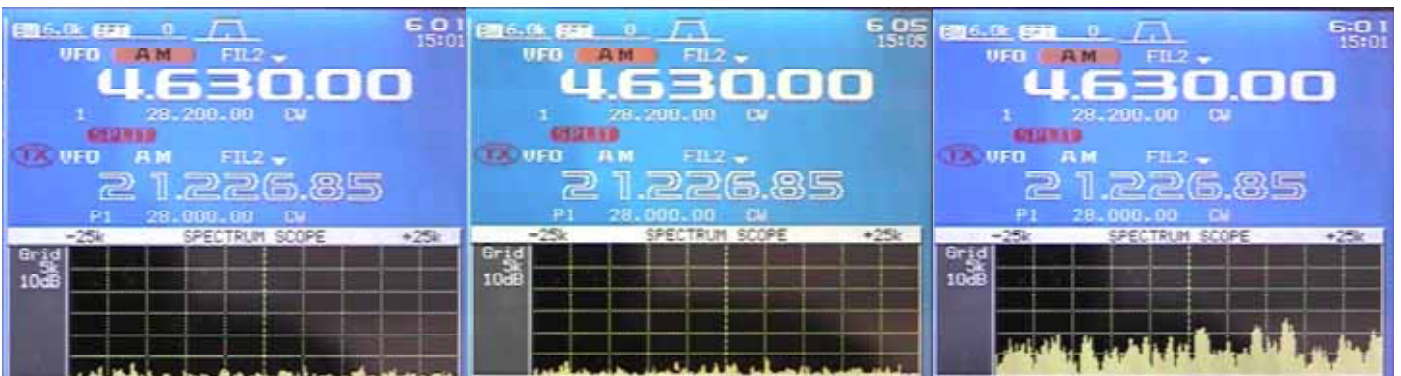 BW 6.0k SFT 0 6:01
15:01
VFO AM FIL2
4.630.00
1 28.200.00 CW
SPLIT
TX VFO AM FIL2
21.226.85
P1 28.000.00 CW
-25k SPECTRUM SCOPE +25k
Grid
5k
10dB
BW 6.0k SFT 0 6:05
15:05
VFO AM FIL2
4.630.00
1 28.200.00 CW
SPLIT
TX VFO AM FIL2
21.226.85
P1 28.000.00 CW
-25k SPECTRUM SCOPE +25k
Grid
5k
10dB
BW 6.0k SFT 0 6:01
15:01
VFO AM FIL2
4.630.00
1 28.200.00 CW
SPLIT
TX VFO AM FIL2
21.226.85
P1 28.000.00 CW
-25k SPECTRUM SCOPE +25k
Grid
5k
10dB